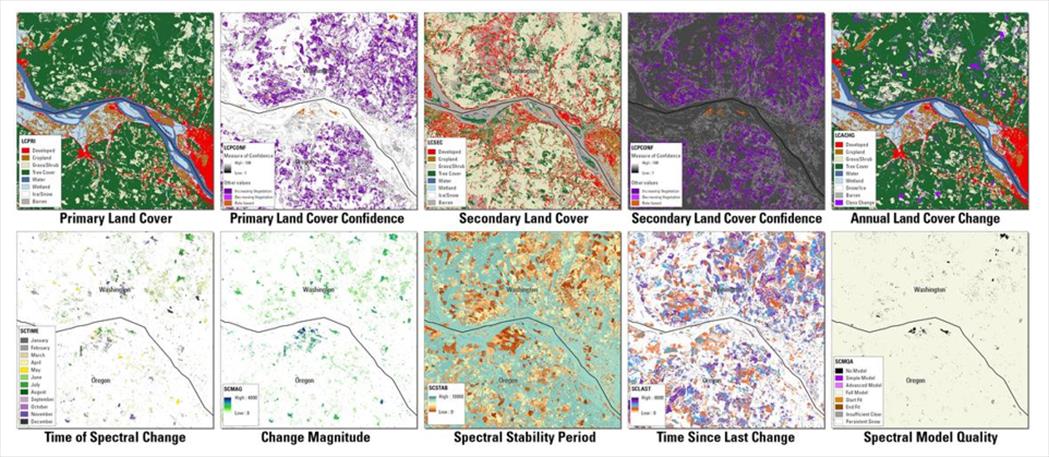 LCPRI
Developed
Cropland
Grass/Shrub
Tree Cover
Water
Wetland
Ice/Snow
Barren
Primary Land Cover
Washington
Oregon
LCPCONF
Measure of Confidence
High : 100
Low : 1
Other values
Increasing Vegetation
Decreasing Vegetation
Primary Land Cover Confidence
Washington
LCSEC
Developed
Cropland
Grass/Shrub
Tree Cover
Water
Wetland
Ice/Snow
Barren
Secondary Land Cover
LCPCONF
Measure of Confidence
High : 100
Low : 1
Other values
Increasing Vegetation
Decreasing Vegetation
Secondary Land Cover Confidence
LCACHG
Developed
Cropland
Grass/Shrub
Tree Cover
Water
Wetland
Snow/Ice
Barren
Class Change
Annual Land Cover Change
Washington
Oregon
SCTIME
January
February
March
April
May
June
July
August
September
October
November
December
Time of Spectral Change
Washington
Oregon
SCMAG
High : 6000
Low : 0
Change Magnitude
Washington
Oregon
SCSTAB
High : 10000
Low : 0
Spectral Stability Period
Washington
Oregon
SCLAST
High : 6000
Low : 0
Time Since Last Change
Washington
Oregon
SCMQA
No Model
Simple Model
Advanced Model
Full Model
Start Fit
End Fit
Insufficient Clear
Persistent Snow
Spectral Model Quality